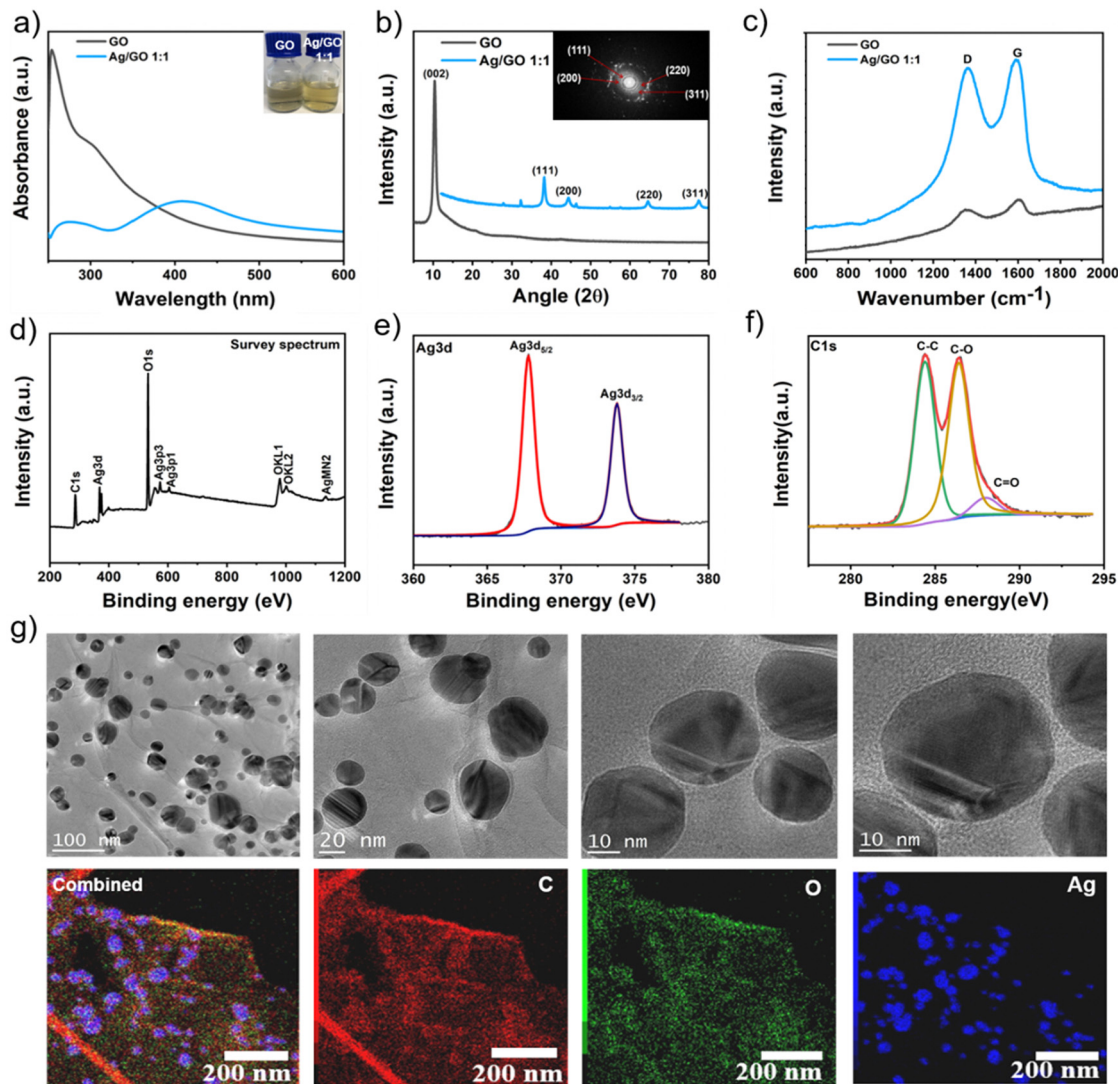 a)
GO
Ag/GO 1:1
GO
Ag/GO
1:1
Absorbance (a.u.)
300
400
500
600
Wavelength (nm)
b)
GO
Ag/GO 1:1
(002)
(111)
(200)
(220)
(311)
(111)
(200)
(220)
(311)
Intensity (a.u.)
10
20
30
40
50
60
70
80
Angle (2θ)
c)
GO
Ag/GO 1:1
D
G
Intensity (a.u.)
600
800
1000
1200
1400
1600
1800
2000
Wavenumber (cm⁻¹)
d)
Survey spectrum
C1s
Ag3d
O1s
Ag3p3
Ag3p1
OKL1
OKL2
AgMN2
Intensity (a.u.)
200
400
600
800
1000
1200
Binding energy (eV)
e)
Ag3d
Ag3d5/2
Ag3d3/2
Intensity (a.u.)
360
365
370
375
380
Binding energy (eV)
f)
C1s
C-C
C-O
C=O
Intensity(a.u.)
280
285
290
295
Binding energy(eV)
g)
100 nm
20 nm
10 nm
10 nm
Combined
200 nm
C
200 nm
O
200 nm
Ag
200 nm